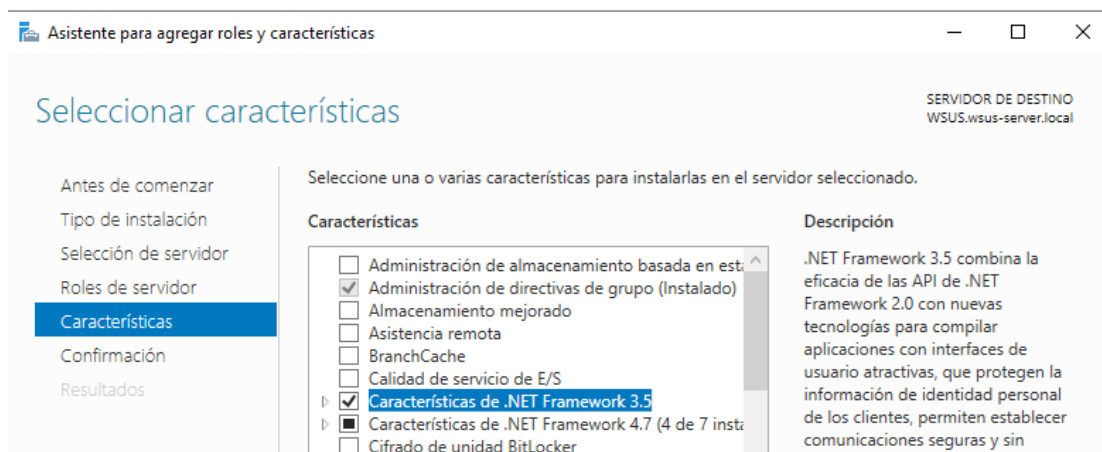 Asistente para agregar roles y características
Seleccionar características
SERVIDOR DE DESTINO
WSUS.wsus-server.local
Antes de comenzar
Tipo de instalación
Selección de servidor
Roles de servidor
Características
Confirmación
Resultados
Seleccione una o varias características para instalarlas en el servidor seleccionado.
Características
Administración de almacenamiento basada en está
Administración de directivas de grupo (Instalado)
Almacenamiento mejorado
Asistencia remota
BranchCache
Calidad de servicio de E/S
Características de .NET Framework 3.5
Características de .NET Framework 4.7 (4 de 7 insta
Cifrado de unidad BitLocker
Descripción
.NET Framework 3.5 combina la
eficacia de las API de .NET
Framework 2.0 con nuevas
tecnologías para compilar
aplicaciones con interfaces de
usuario atractivas, que protegen la
información de identidad personal
de los clientes, permiten establecer
comunicaciones seguras y sin